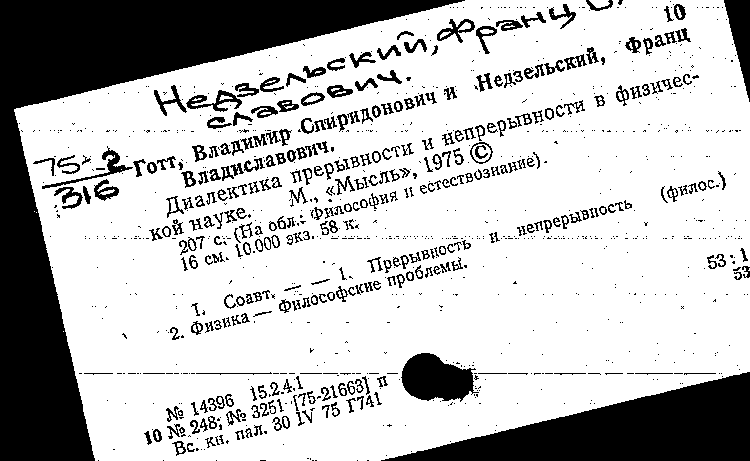 Недзельский, Франц
славович.
10
75-2
316
Готт, Владимир Спиридонович и Недзельский, Франц
Владиславович.
Диалектика прерывности и непрерывности в физичес-
кой науке. М., «Мысль», 1975 ©
207 с. (На обл.: Философия и естествознание).
16 см. 10.000 экз. 58 к.
1. Соавт. — — 1. Прерывность и непрерывность (филос.)
2. Физика — Философские проблемы.
53:1
53
№ 14396 15.2.4.1
10 № 248; № 3251 [75-21663] п
Вс. кн. пал. 30 IV 75 Г741